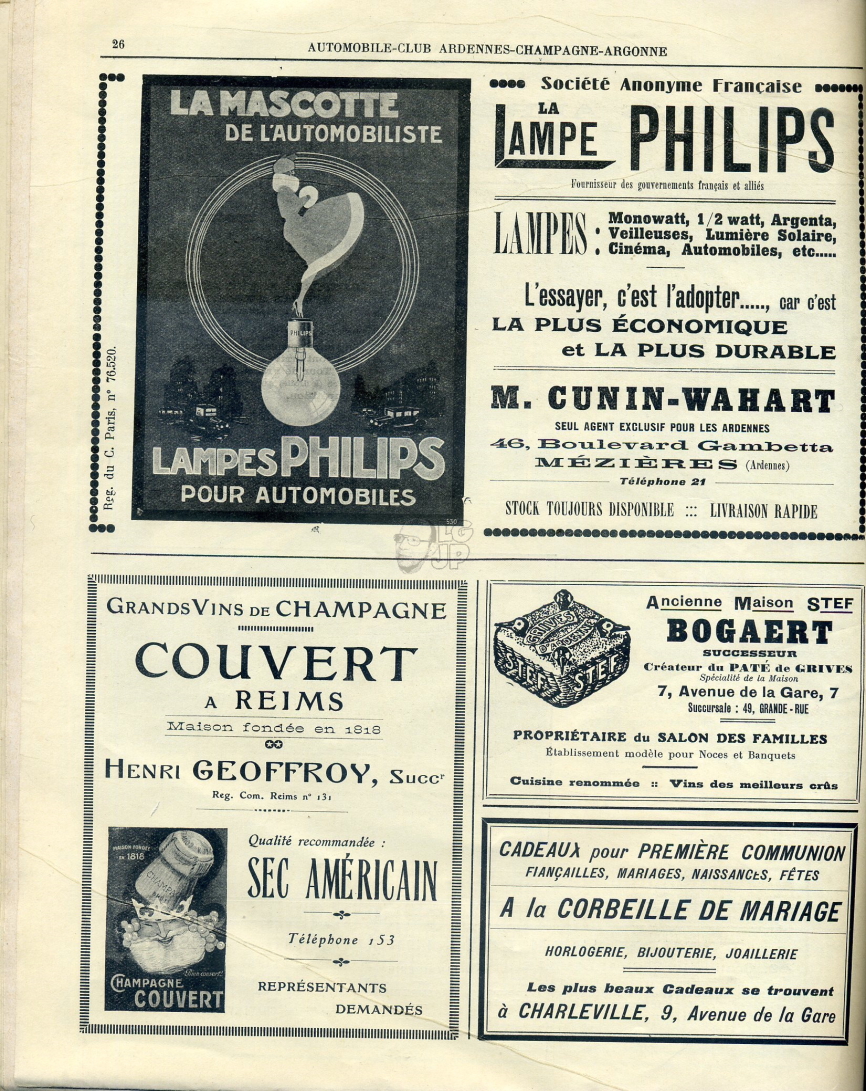 26
AUTOMOBILE-CLUB ARDENNES-CHAMPAGNE-ARGONNE
Reg. du C. Paris, n° 76.520.
LA MASCOTTE
DE L'AUTOMOBILISTE
PHILIPS
LAMPES PHILIPS
POUR AUTOMOBILES
530
Société Anonyme Française
LA
LAMPE PHILIPS
Fournisseur des gouvernements français et alliés
LAMPES : Monowatt, 1/2 watt, Argenta,
Veilleuses, Lumière Solaire,
Cinéma, Automobiles, etc.....
L'essayer, c'est l'adopter....., car c'est
LA PLUS ÉCONOMIQUE
et LA PLUS DURABLE
M. CUNIN-WAHART
SEUL AGENT EXCLUSIF POUR LES ARDENNES
46, Boulevard Gambetta
MÉZIÈRES (Ardennes)
Téléphone 21
STOCK TOUJOURS DISPONIBLE ::: LIVRAISON RAPIDE
LG
JP
GRANDS VINS DE CHAMPAGNE
COUVERT
A REIMS
Maison fondée en 1818
HENRI GEOFFROY, Succr
Reg. Com. Reims n° 131
MAISON FONDÉE
EN 1818
CHAMPAGNE
CHAMPAGNE
COUVERT
Qualité recommandée :
SEC AMÉRICAIN
Téléphone 153
REPRÉSENTANTS
DEMANDÉS
GRIVES
STEF STEF
Ancienne Maison STEF
BOGAERT
SUCCESSEUR
Créateur du PATÉ de GRIVES
Spécialité de la Maison
7, Avenue de la Gare, 7
Succursale : 49, GRANDE-RUE
PROPRIÉTAIRE du SALON DES FAMILLES
Établissement modèle pour Noces et Banquets
Cuisine renommée :: Vins des meilleurs crûs
CADEAUX pour PREMIÈRE COMMUNION
FIANÇAILLES, MARIAGES, NAISSANCES, FÊTES
A la CORBEILLE DE MARIAGE
HORLOGERIE, BIJOUTERIE, JOAILLERIE
Les plus beaux Cadeaux se trouvent
à CHARLEVILLE, 9, Avenue de la Gare